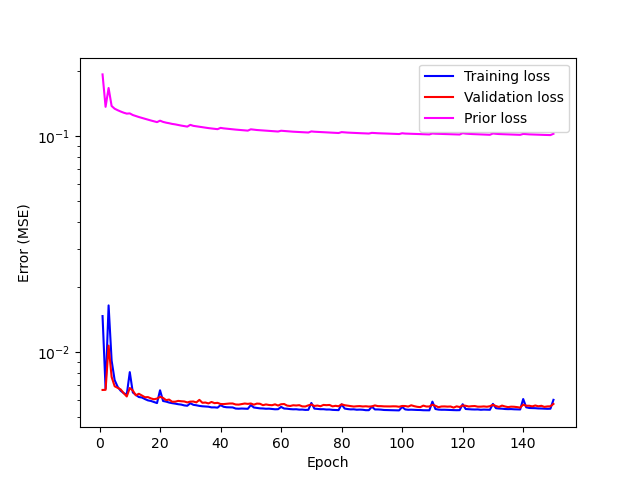 Training loss
Validation loss
Prior loss
10⁻¹
10⁻²
Error (MSE)
0 20 40 60 80 100 120 140
Epoch